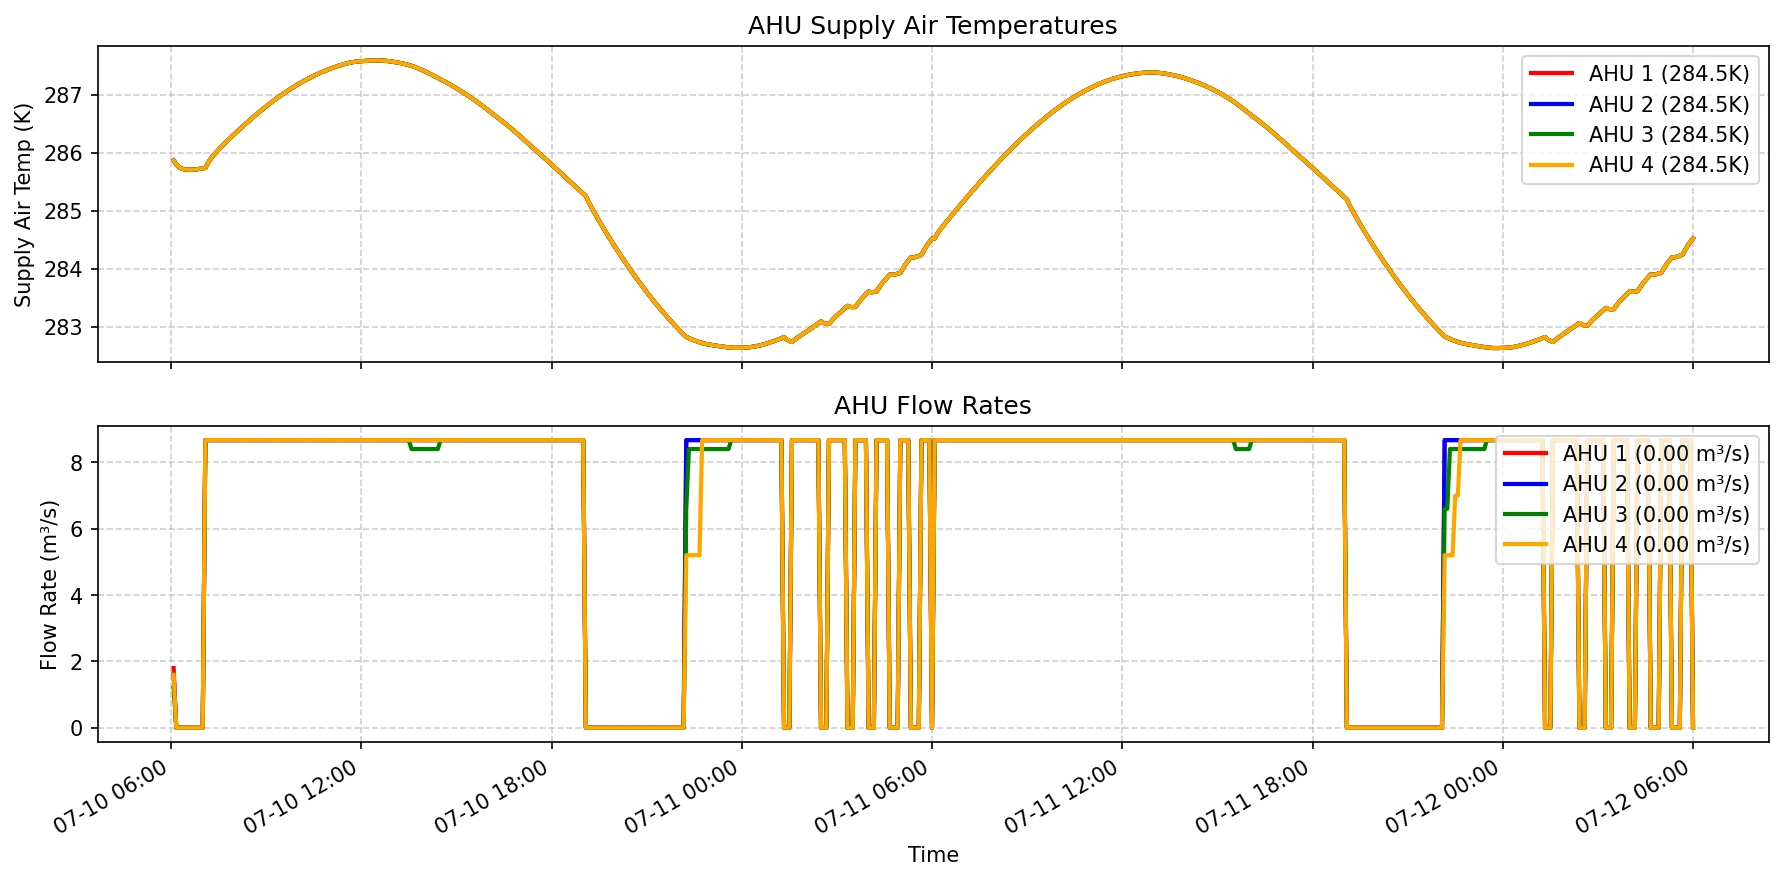 AHU Supply Air Temperatures
Supply Air Temp (K)
287
286
285
284
283
AHU 1 (284.5K)
AHU 2 (284.5K)
AHU 3 (284.5K)
AHU 4 (284.5K)
AHU Flow Rates
Flow Rate (m³/s)
8
6
4
2
0
AHU 1 (0.00 m³/s)
AHU 2 (0.00 m³/s)
AHU 3 (0.00 m³/s)
AHU 4 (0.00 m³/s)
07-10 06:00
07-10 12:00
07-10 18:00
07-11 00:00
07-11 06:00
07-11 12:00
07-11 18:00
07-12 00:00
07-12 06:00
Time